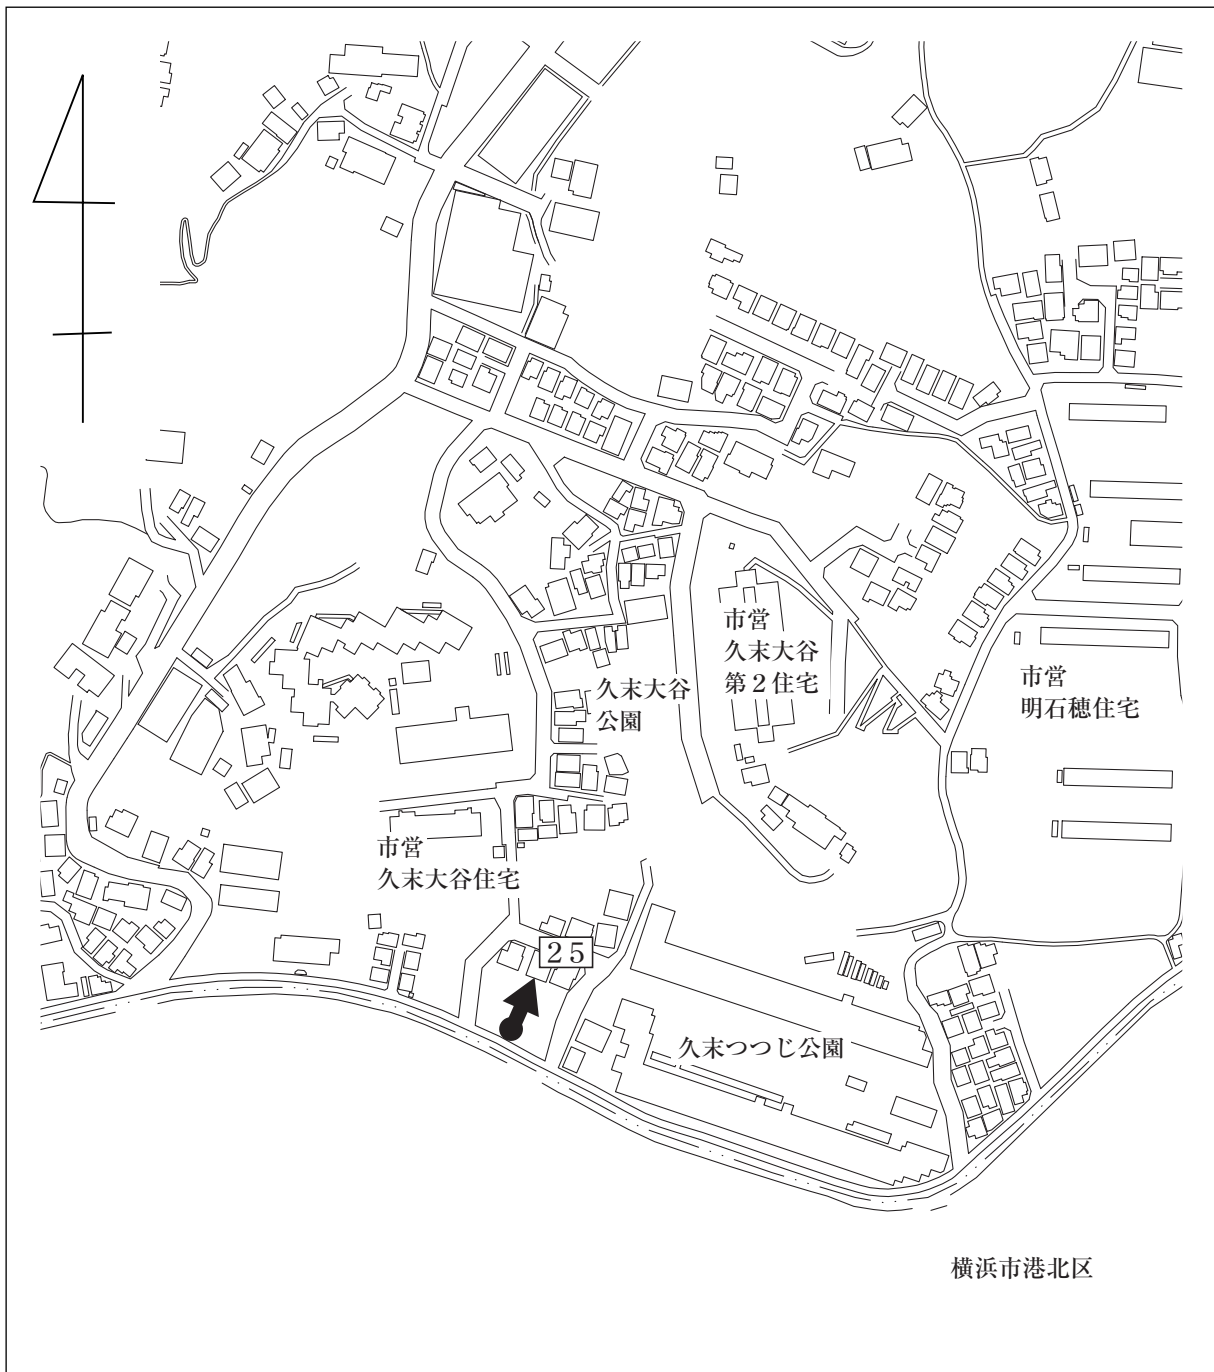 市営
久末大谷
第２住宅
久末大谷
公園
市営
明石穂住宅
市営
久末大谷住宅
２５
久末つつじ公園
横浜市港北区